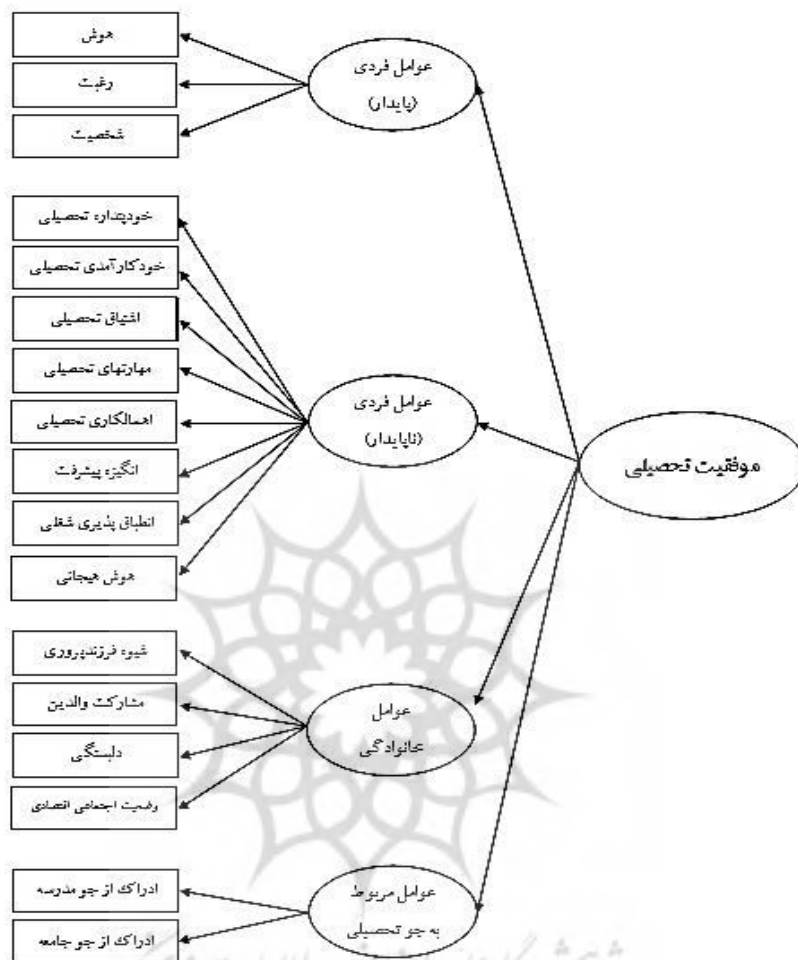 موفقیت تحصیلی
عوامل فردی
(پایدار)
هوش
رغبت
شخصیت
عوامل فردی
(ناپایدار)
خودپنداره تحصیلی
خودکارآمدی تحصیلی
اشتیاق تحصیلی
مهارتهای تحصیلی
اهمالکاری تحصیلی
انگیزه پیشرفت
انطباق پذیری شغلی
هوش هیجانی
عوامل
خانوادگی
شیوه فرزندپروری
مشارکت والدین
دلبستگی
وضعیت اجتماعی اقتصادی
عوامل مربوط
به جو تحصیلی
ادراک از جو مدرسه
ادراک از جو جامعه